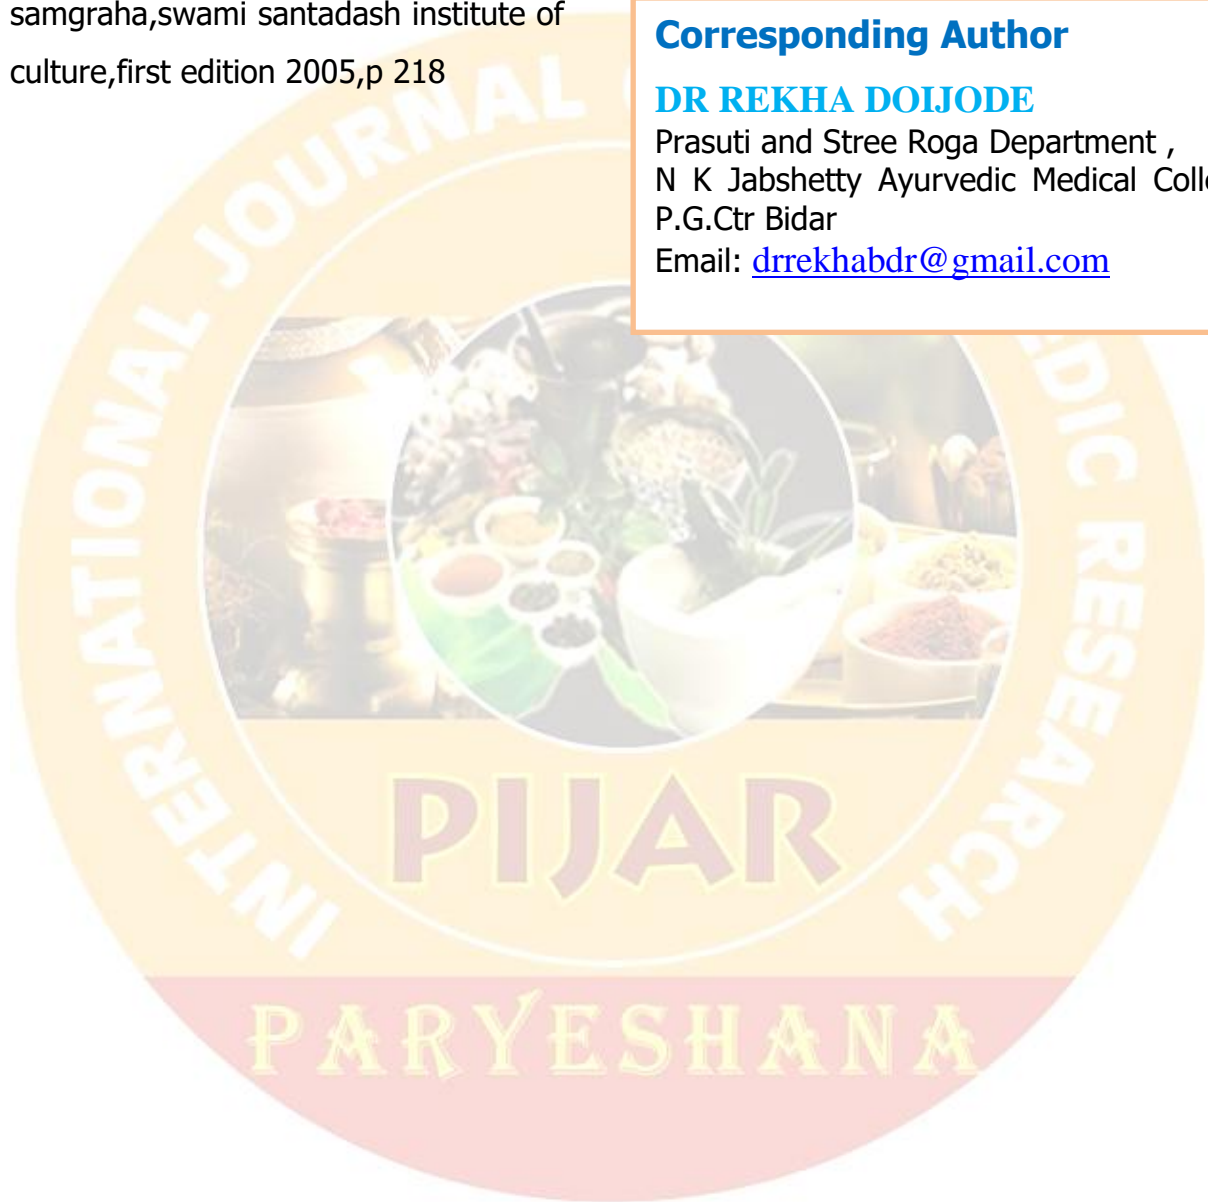 samgraha,swami santadash institute of
culture,first edition 2005,p 218
Corresponding Author
DR REKHA DOIJODE
Prasuti and Stree Roga Department ,
N K Jabshetty Ayurvedic Medical
P.G.Ctr Bidar
Email: drrekhabdr@gmail.com
INTERNATIONAL JOURNAL
RESEARCH
PIJAR
PARYESHANA